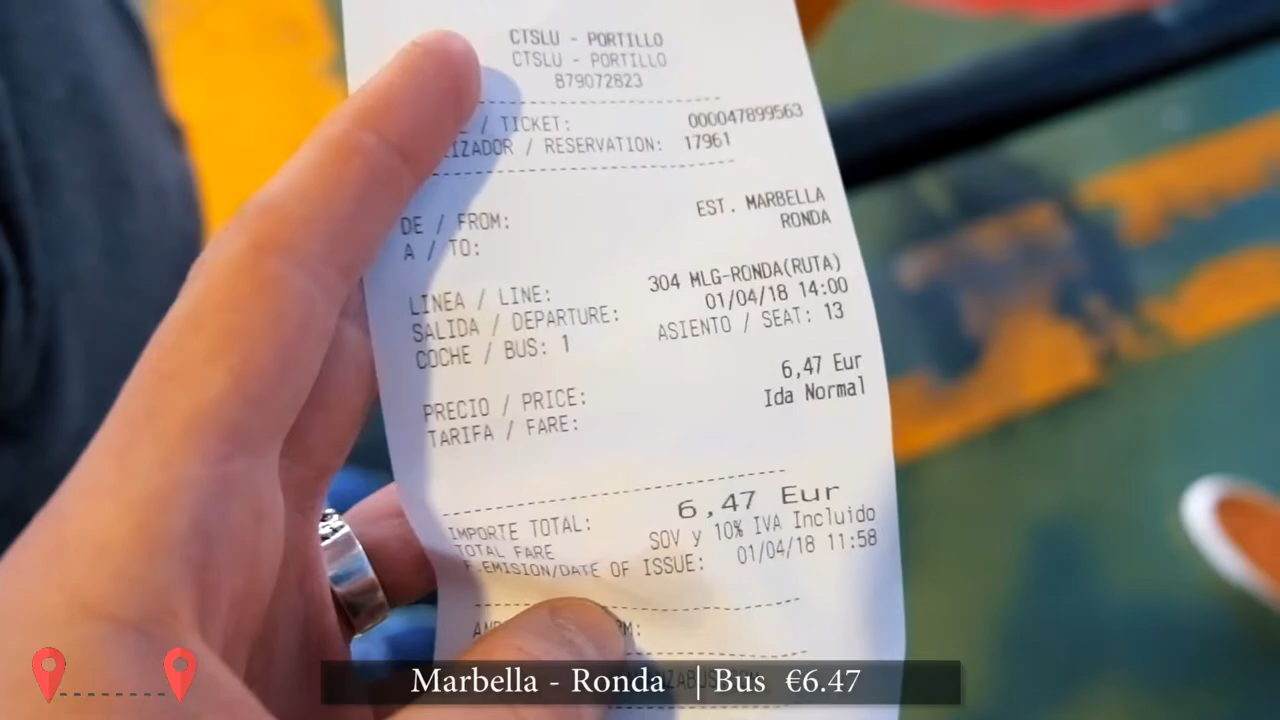 CTSLU - PORTILLO
CTSLU - PORTILLO
B79072823
/ TICKET: 000047899563
/ RESERVATION: 17961
DE / FROM: EST. MARBELLA
A / TO: RONDA
LINEA / LINE: 304 MLG-RONDA(RUTA)
SALIDA / DEPARTURE: 01/04/18 14:00
COCHE / BUS: 1 ASIENTO / SEAT: 13
PRECIO / PRICE: 6,47 Eur
TARIFA / FARE: Ida Normal
IMPORTE TOTAL: 6,47 Eur
TOTAL FARE SOV y 10% IVA Incluido
F.EMISION/DATE OF ISSUE: 01/04/18 11:58
Marbella - Ronda | Bus €6.47